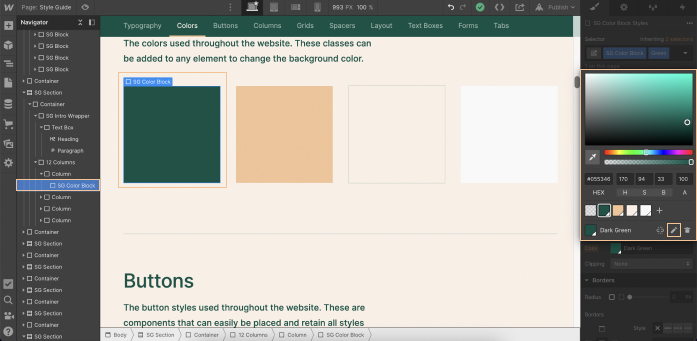 Page: Style Guide
993 PX 100 %
Publish
Navigator
SG Block
SG Block
SG Block
SG Block
Container
SG Section
Container
SG Intro Wrapper
Text Box
Heading
Paragraph
12 Columns
Column
SG Color Block
Column
Column
Column
Container
SG Section
Container
SG Section
Container
SG Section
Container
SG Section
Container
SG Section
Typography Colors Buttons Columns Grids Spacers Layout Text Boxes Forms Tabs
The colors used throughout the website. These classes can
be added to any element to change the background color.
SG Color Block
Buttons
The button styles used throughout the website. These are
components that can easily be placed and retain all styles
Body SG Section Container 12 Columns Column SG Color Block
SG Color Block Styles
Selector
SG Color Block Green
#055346 170 94 33 100
HEX H S B A
Dark Green
Color Dark Green
Clipping None
Borders
Radius
Borders
Style